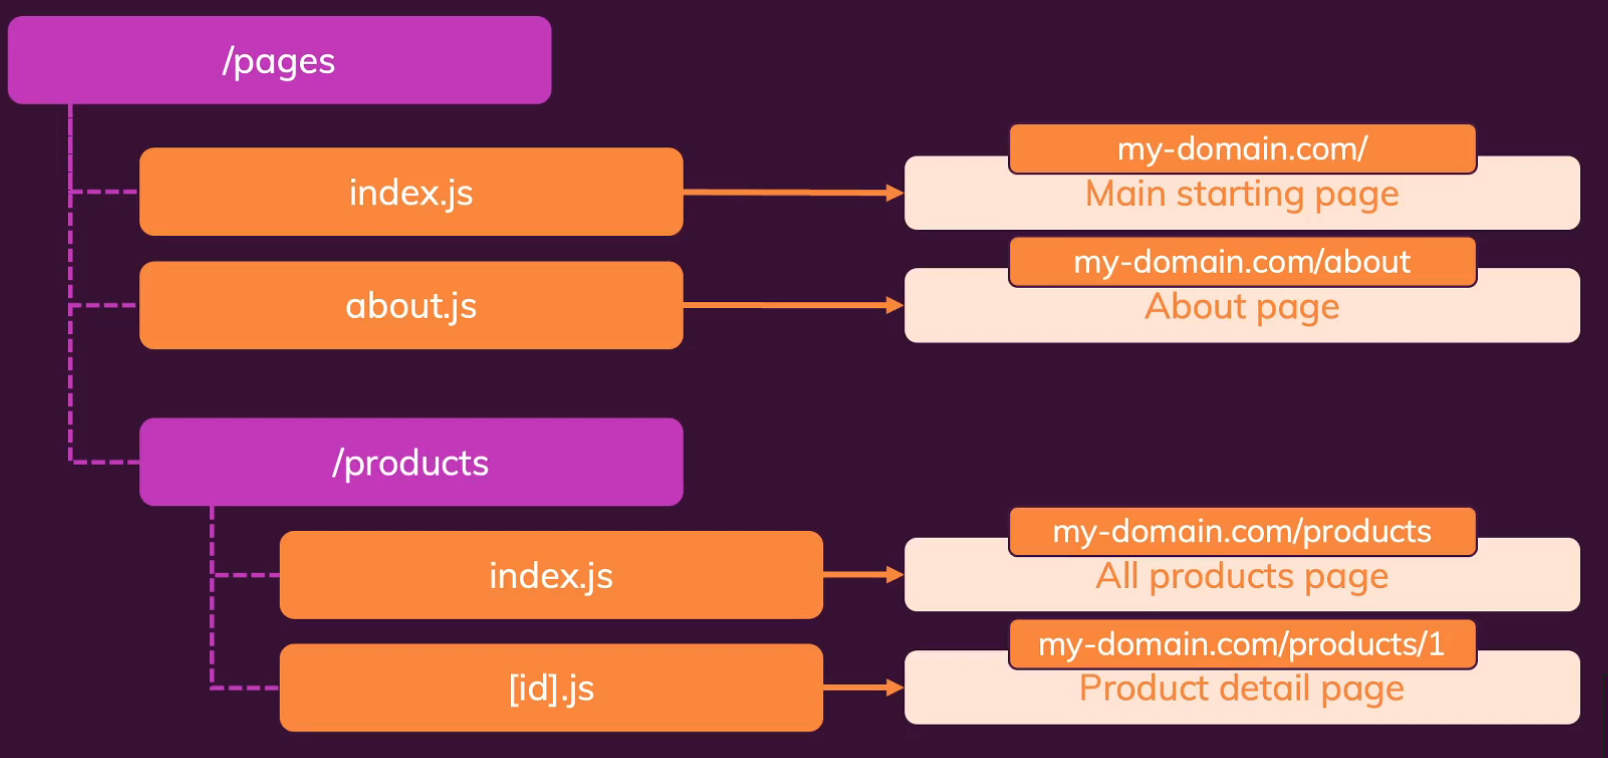 /pages
index.js
my-domain.com/
Main starting page
about.js
my-domain.com/about
About page
/products
index.js
my-domain.com/products
All products page
[id].js
my-domain.com/products/1
Product detail page